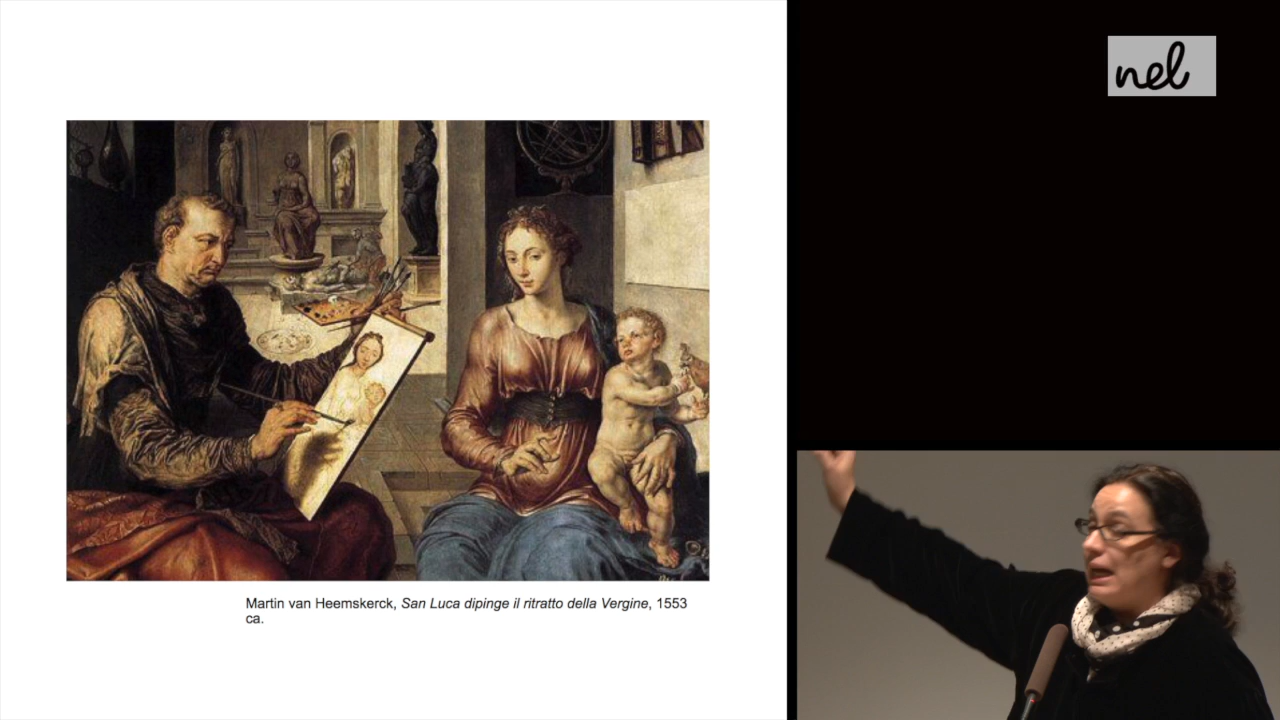 nel
Martin van Heemskerck, San Luca dipinge il ritratto della Vergine, 1553
ca.